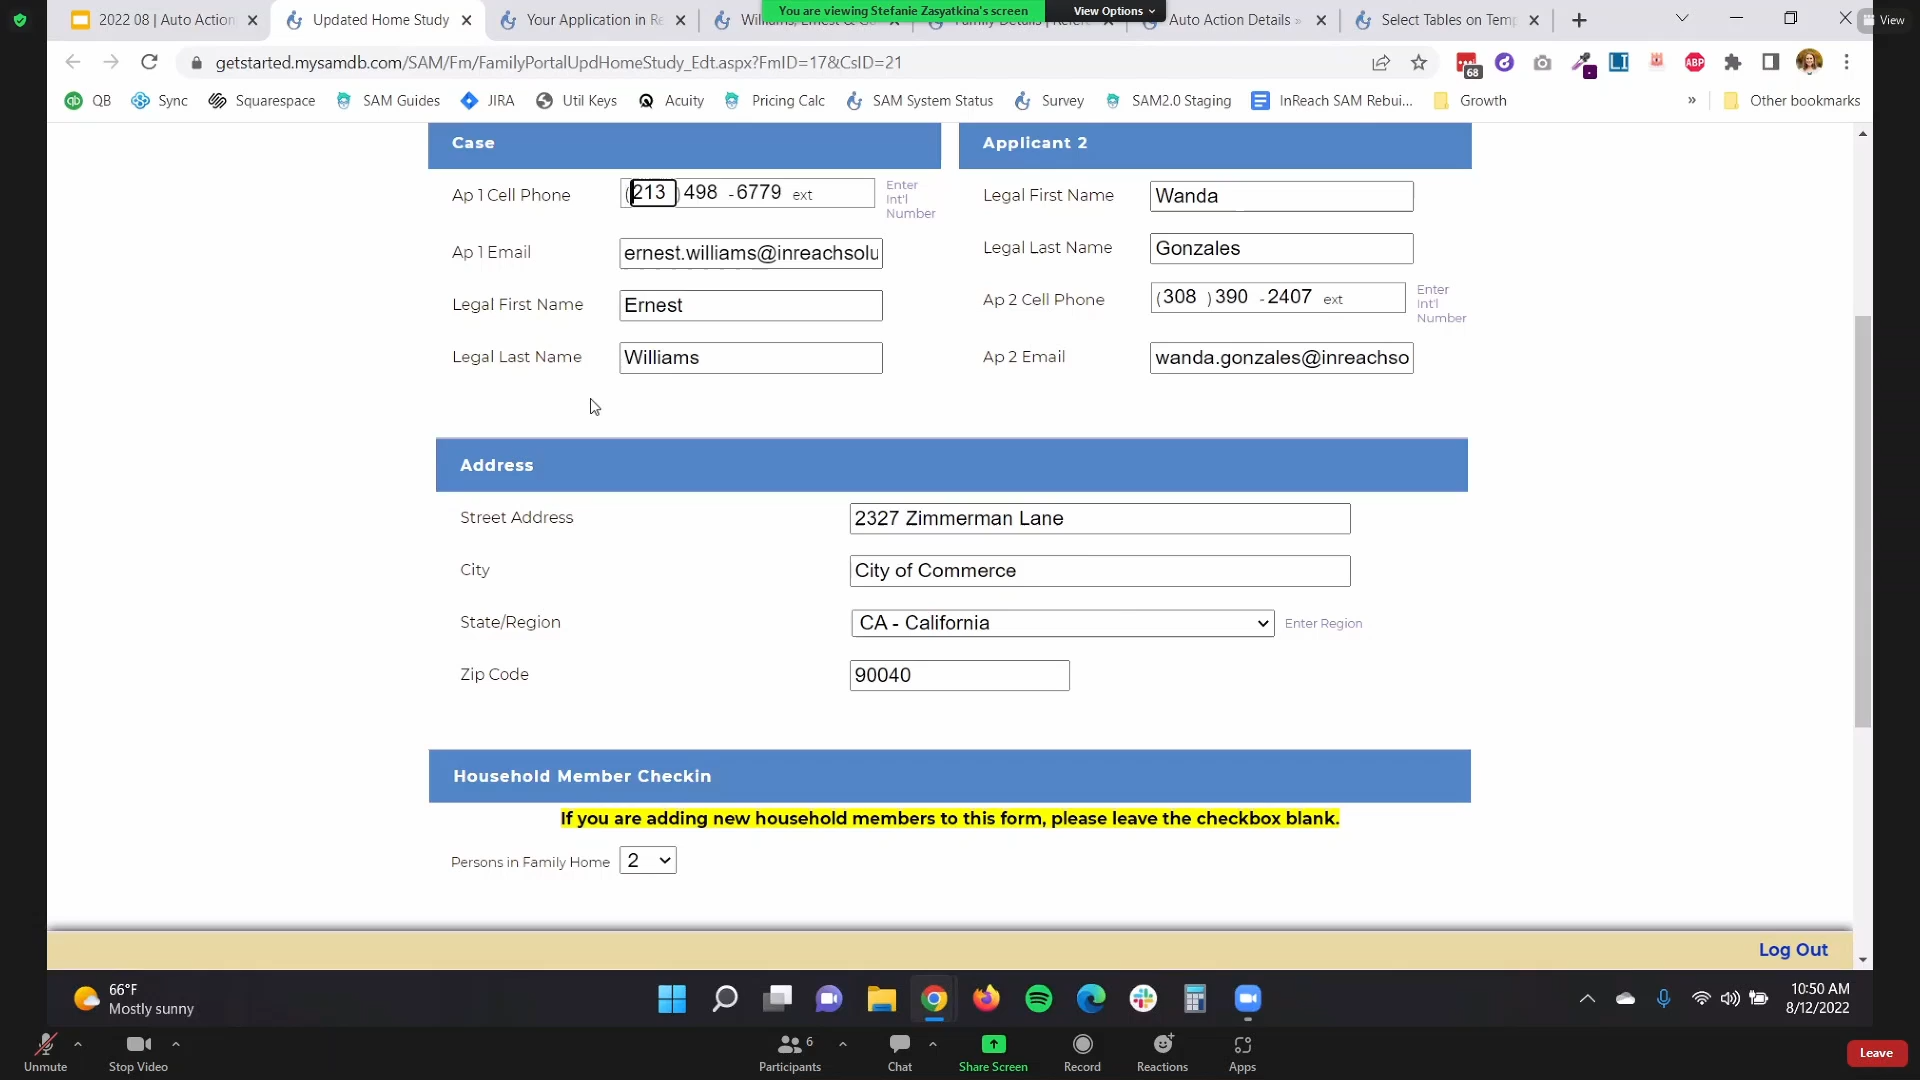 2022 08 | Auto Action
Updated Home Study
Your Application in Re
Auto Action Details »
Select Tables on Temp
You are viewing Stefanie Zasyatkina's screen
View Options
View
getstarted.mysamdb.com/SAM/Fm/FamilyPortalUpdHomeStudy_Edt.aspx?FmID=17&CsID=21
68
ABP
QB
Sync
Squarespace
SAM Guides
JIRA
Util Keys
Acuity
Pricing Calc
SAM System Status
Survey
SAM2.0 Staging
InReach SAM Rebui...
Growth
»
Other bookmarks
Case
Applicant 2
Ap 1 Cell Phone
(213 ) 498 - 6779 ext
Enter
Int'l
Number
Legal First Name
Wanda
Ap 1 Email
ernest.williams@inreachsolu
Legal Last Name
Gonzales
Legal First Name
Ernest
Ap 2 Cell Phone
(308 ) 390 - 2407 ext
Enter
Int'l
Number
Legal Last Name
Williams
Ap 2 Email
wanda.gonzales@inreachso
Address
Street Address
2327 Zimmerman Lane
City
City of Commerce
State/Region
CA - California
Enter Region
Zip Code
90040
Household Member Checkin
If you are adding new household members to this form, please leave the checkbox blank.
Persons in Family Home
2
Log Out
66°F
Mostly sunny
10:50 AM
8/12/2022
Unmute
Stop Video
6
Participants
Chat
Share Screen
Record
Reactions
Apps
Leave